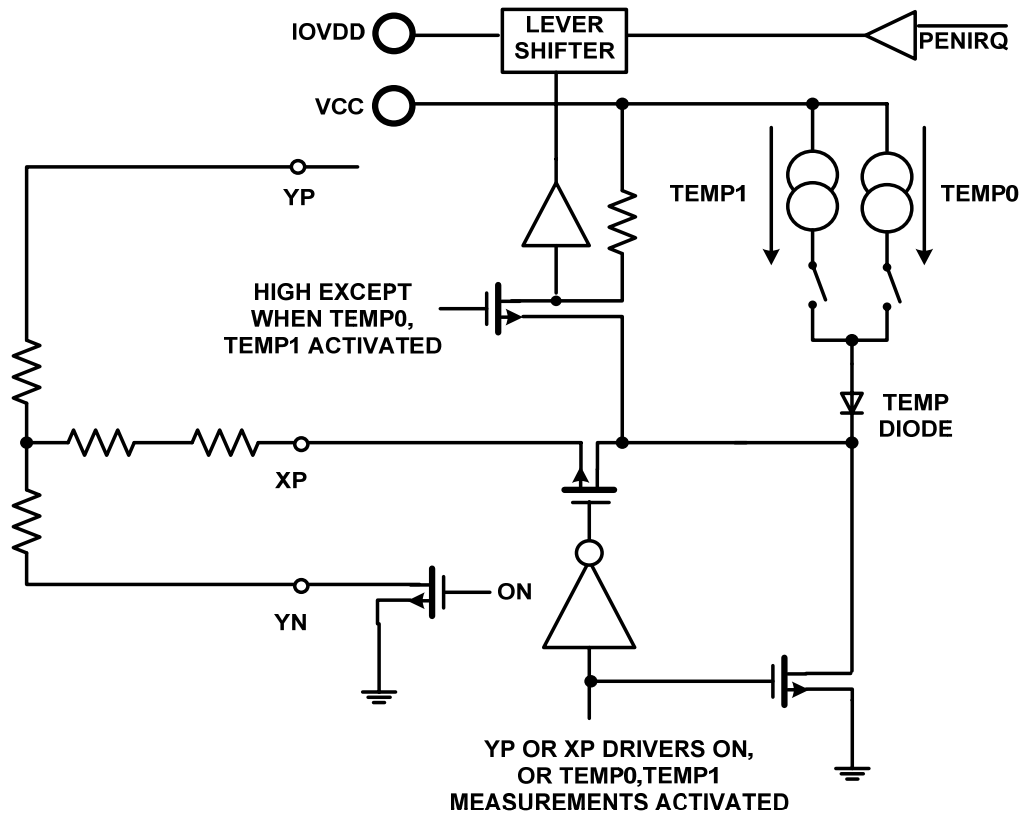 IOVDD
LEVER
SHIFTER
PENIRQ
VCC
YP
TEMP1
TEMP0
HIGH EXCEPT
WHEN TEMP0,
TEMP1 ACTIVATED
TEMP
DIODE
XP
YN
ON
YP OR XP DRIVERS ON,
OR TEMP0,TEMP1
MEASUREMENTS ACTIVATED